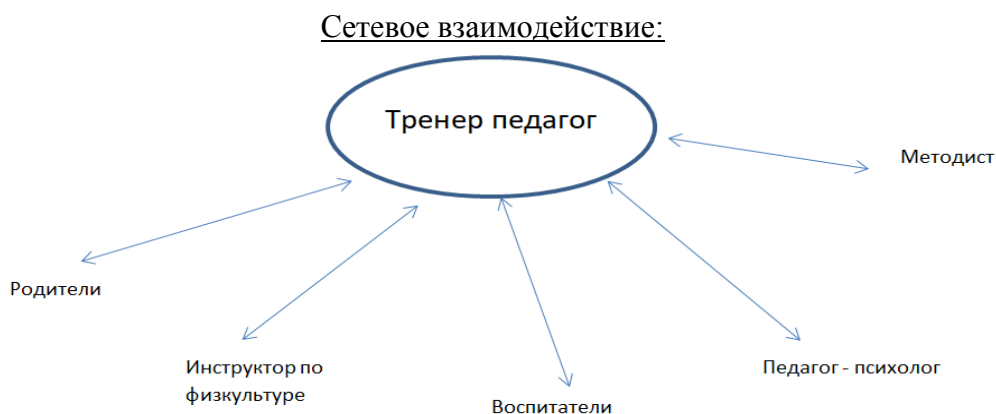 Сетевое взаимодействие:
Тренер педагог
Методист
Родители
Инструктор по
физкультуре
Воспитатели
Педагог - психолог